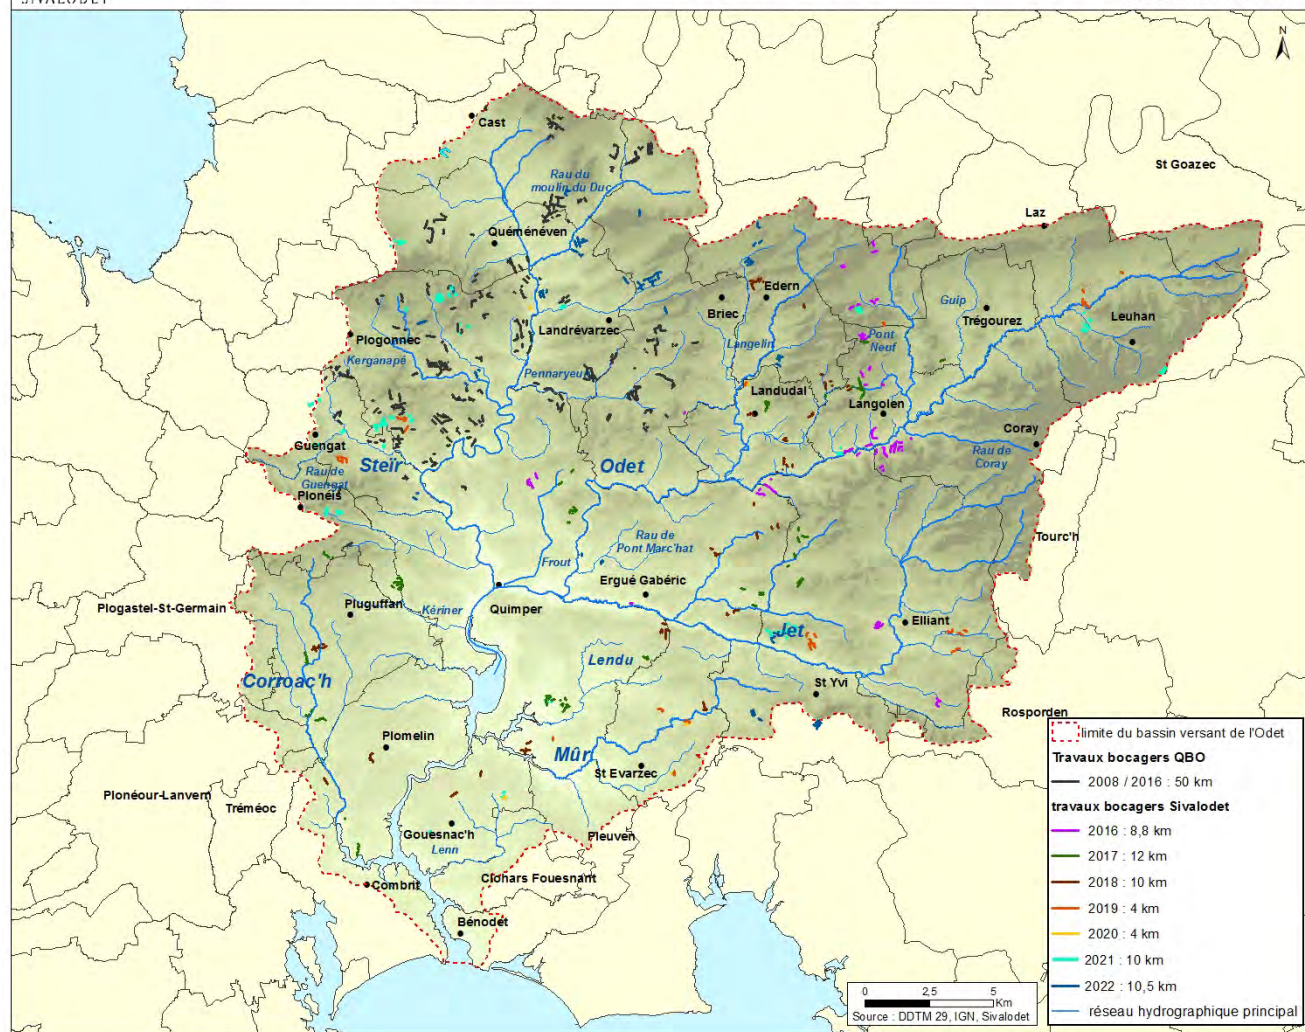 SIVALODET
N
Cast
St Goazec
Rau du
moulin du Duc
Laz
Quéménéven
Edern
Briec
Guip
Trégourez
Leuhan
Landrévarzec
Plogonnec
Langelin
Pont
Neuf
Kerganapé
Pennaryeun
Landudal
Langolen
Guengat
Coray
Steïr
Odet
Rau de
Coray
Rau de
Guengat
Plonéis
Tourc'h
Rau de
Pont Marc'hat
Frout
Ergué Gabéric
Plogastel-St-Germain
Pluguffan
Kériner
Quimper
Elliant
Jet
Lendu
Corroac'h
St Yvi
Rosporden
Plomelin
Mûr
St Evarzec
Plonéour-Lanvern
Tréméoc
Gouesnac'h
Pleuven
Lenn
Clohars Fouesnant
Combrit
Bénodet
limite du bassin versant de l'Odet
Travaux bocagers QBO
2008 / 2016 : 50 km
travaux bocagers Sivalodet
2016 : 8,8 km
2017 : 12 km
2018 : 10 km
2019 : 4 km
2020 : 4 km
2021 : 10 km
2022 : 10,5 km
réseau hydrographique principal
0 2,5 5
Km
Source : DDTM 29, IGN, Sivalodet